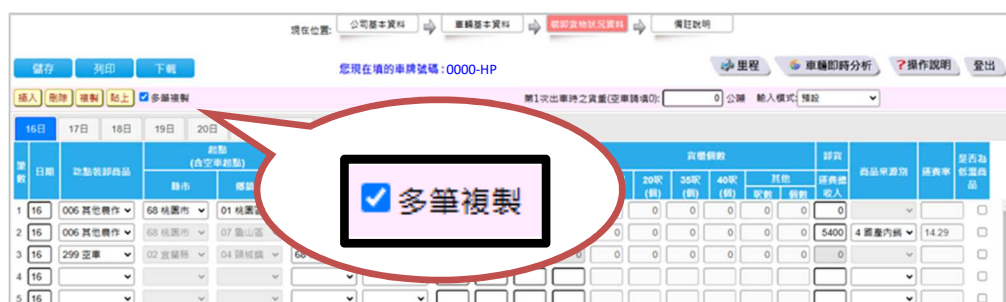 現在位置: 公司基本資料 車輛基本資料 裝卸貨物狀況資料 備註說明
儲存 列印 下載 您現在填的車牌號碼:0000-HP 里程 車輛即時分析 ?操作說明 登出
插入 刪除 複製 貼上 多筆複製 第1次出車時之貨重(空車請填0): 0 公噸 輸入模式: 預設
16日 17日 18日 19日 20日
筆數 日期 起點裝卸商品 起點(含空車起點) 縣市 鄉鎮 貨櫃個數 20呎(個) 35呎(個) 40呎(個) 其他 呎數 個數 卸貨 運費總收入 商品來源別 運費率 是否為低溫商品
多筆複製
1 16 006 其他農作 68 桃園市 01 桃園 0 0 0 0 0 0
2 16 006 其他農作 68 桃園市 07 龜山區 0 0 0 0 0 5400 4 國產內銷 14.29
3 16 299 空車 02 宜蘭縣 04 頭城鎮 68 0 0 0 0 0 0 0
4 16
5 16